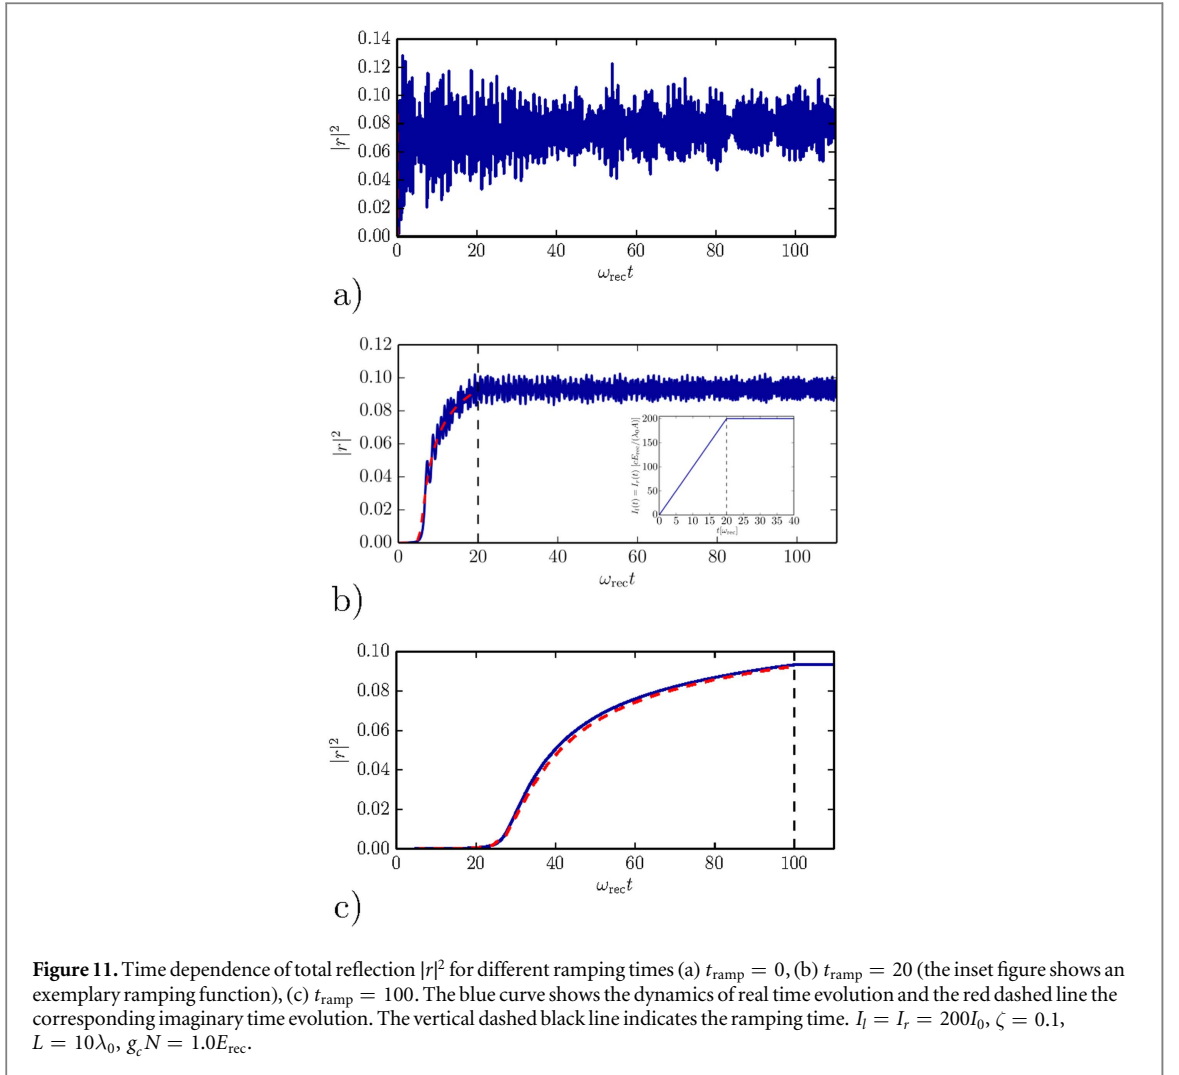 0.14
0.12
0.10
0.08
0.06
0.04
0.02
0.00
|r|²
0 20 40 60 80 100
ω_rec t
a)
0.12
0.10
0.08
0.06
0.04
0.02
0.00
|r|²
0 20 40 60 80 100
ω_rec t
200
150
100
50
0
I_l(t) = I_r(t) [cE_rec/(λ_0 A)]
0 5 10 15 20 25 30 35 40
t[ω_rec]
b)
0.10
0.08
0.06
0.04
0.02
0.00
|r|²
0 20 40 60 80 100
ω_rec t
c)
Figure 11. Time dependence of total reflection |r|² for different ramping times (a) t_ramp = 0, (b) t_ramp = 20 (the inset figure shows an
exemplary ramping function), (c) t_ramp = 100. The blue curve shows the dynamics of real time evolution and the red dashed line the
corresponding imaginary time evolution. The vertical dashed black line indicates the ramping time. I_l = I_r = 200I_0, ζ = 0.1,
L = 10λ_0, g_c N = 1.0E_rec.